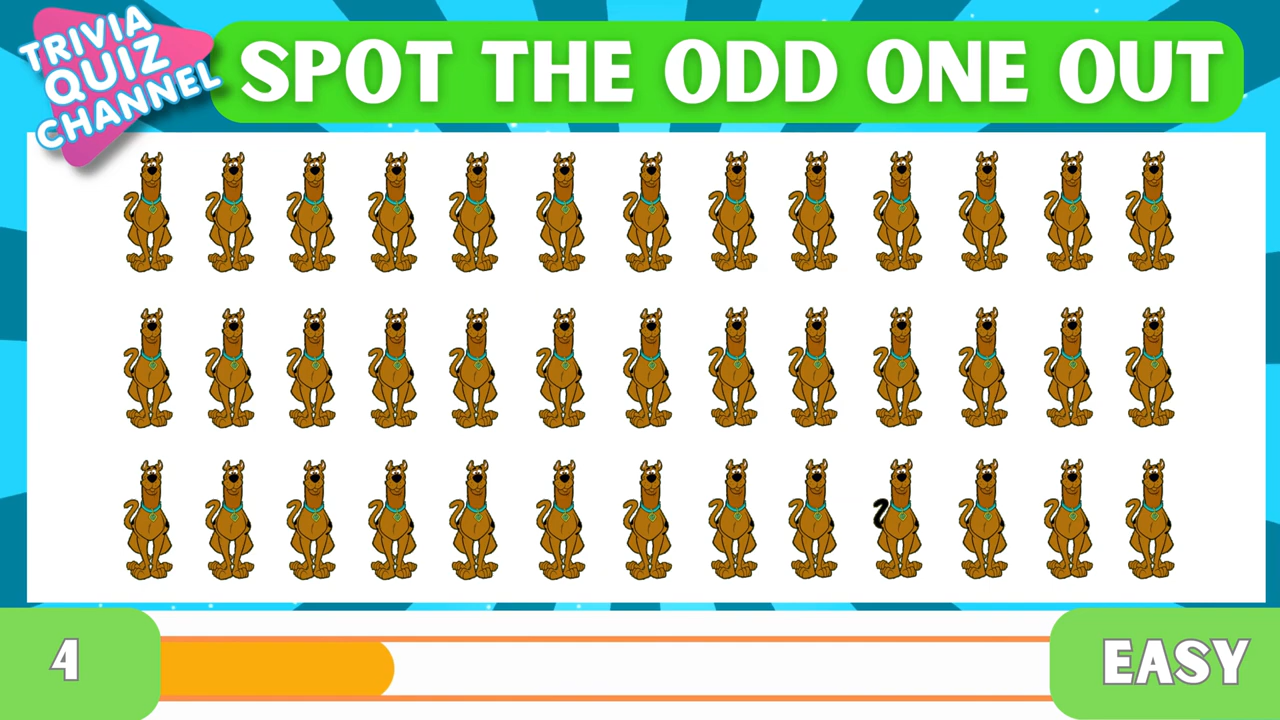 TRIVIA
QUIZ
CHANNEL
SPOT THE ODD ONE OUT
4
EASY